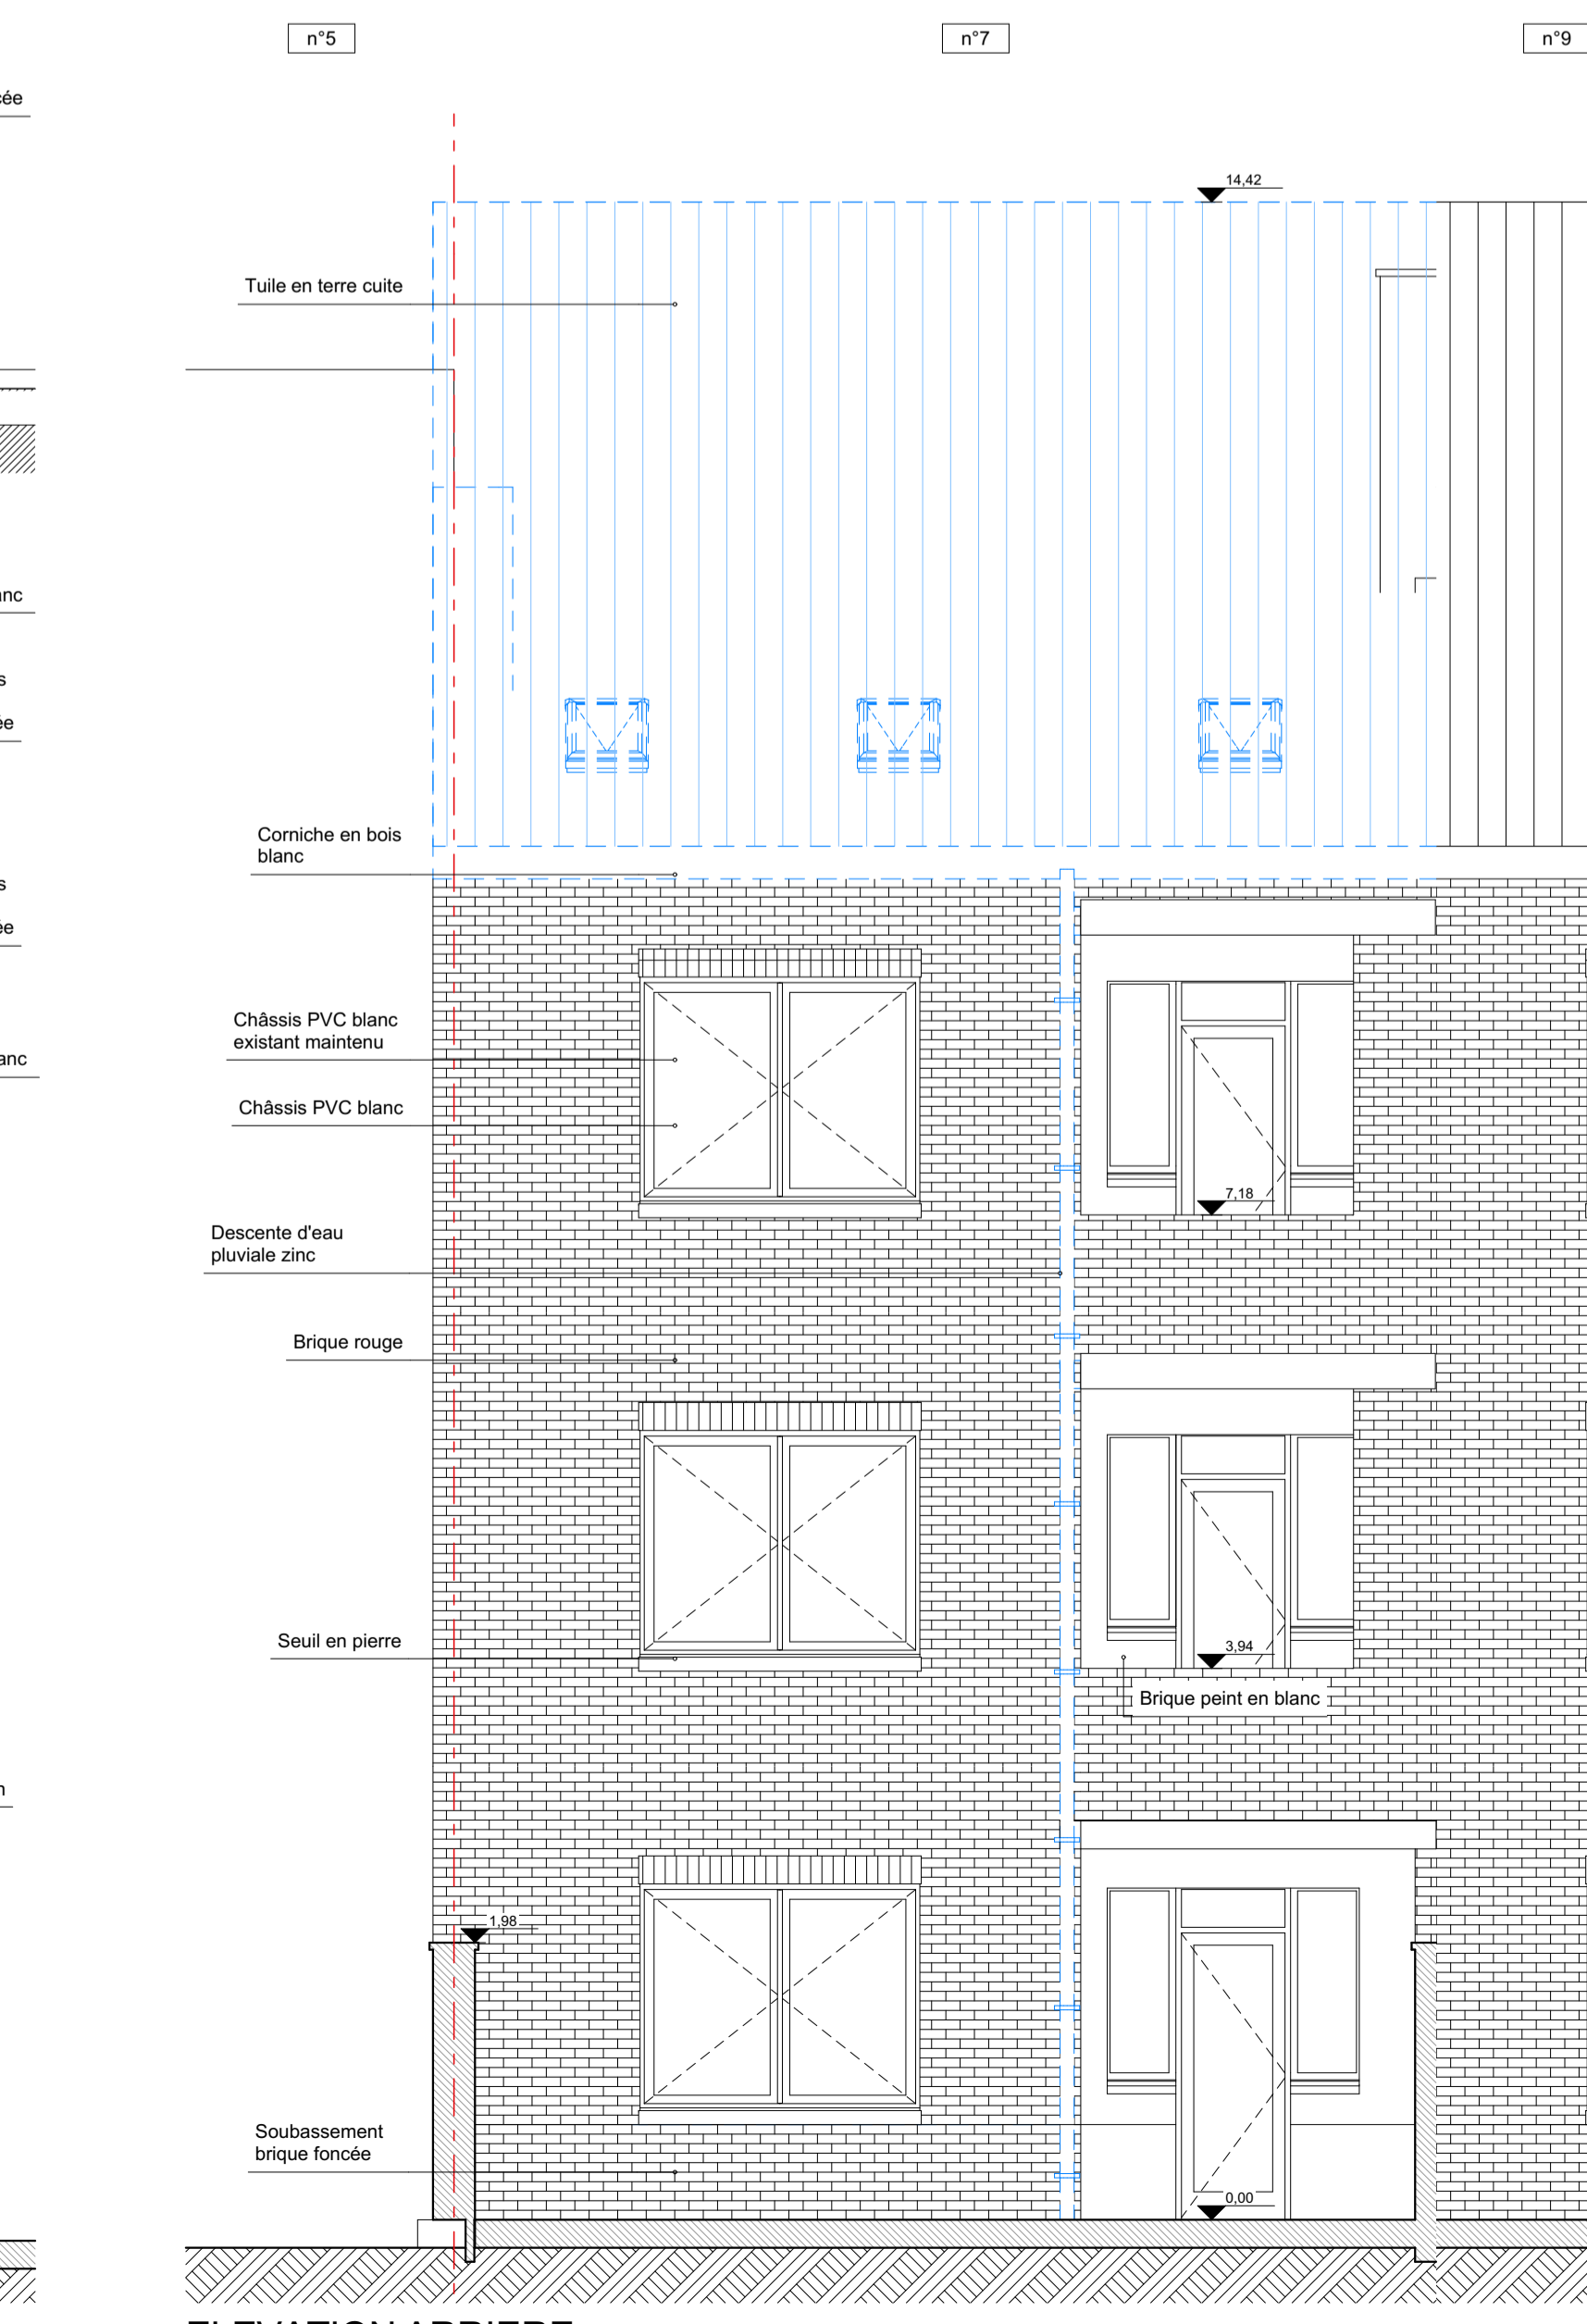 n°5
n°7
n°9
14,42
Tuile en terre cuite
Corniche en bois
blanc
Châssis PVC blanc
existant maintenu
Châssis PVC blanc
7,18
Descente d'eau
pluviale zinc
Brique rouge
Seuil en pierre
3,94
Brique peint en blanc
1,98
Soubassement
brique foncée
0,00